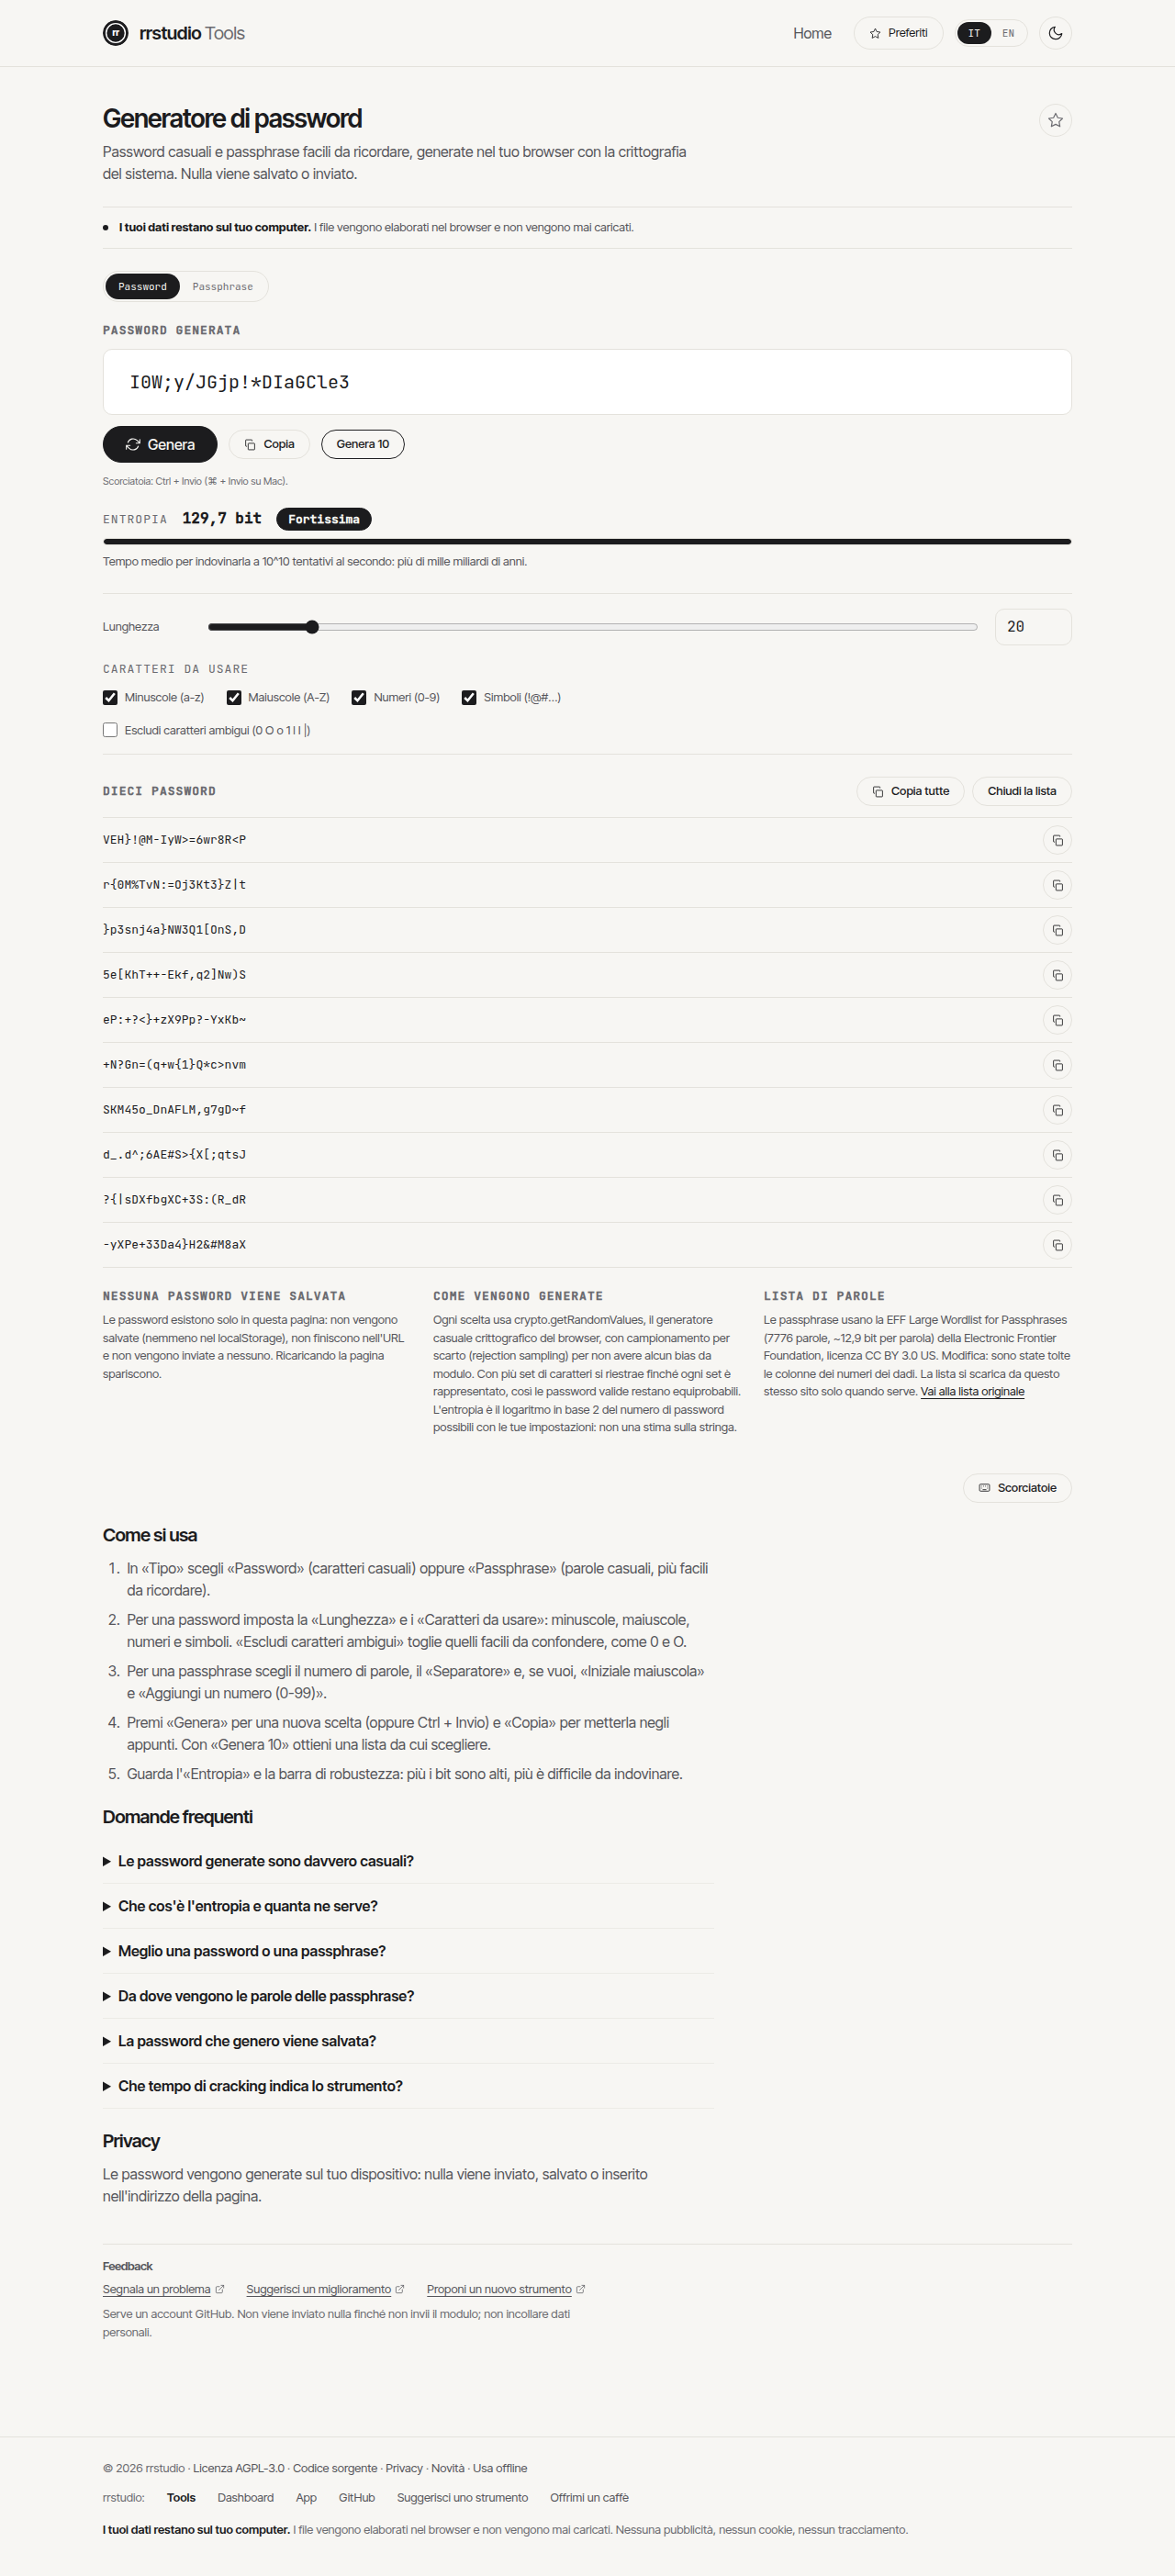 rr rrstudio Tools
Home
Preferiti
IT EN
Generatore di password
Password casuali e passphrase facili da ricordare, generate nel tuo browser con la crittografia
del sistema. Nulla viene salvato o inviato.
I tuoi dati restano sul tuo computer. I file vengono elaborati nel browser e non vengono mai caricati.
Password Passphrase
PASSWORD GENERATA
I0W;y/JGjp!*DIaGCle3
Genera Copia Genera 10
Scorciatoia: Ctrl + Invio (⌘ + Invio su Mac).
ENTROPIA 129,7 bit Fortissima
Tempo medio per indovinarla a 10^10 tentativi al secondo: più di mille miliardi di anni.
Lunghezza 20
CARATTERI DA USARE
Minuscole (a-z) Maiuscole (A-Z) Numeri (0-9) Simboli (!@#…)
Escludi caratteri ambigui (0 O o 1 l I |)
DIECI PASSWORD
Copia tutte Chiudi la lista
VEH}!@M-IyW>=6wr8R<P
r{0M%TvN:=Oj3Kt3}Z|t
}p3snj4a}NW3Q1[OnS,D
5e[KhT++-Ekf,q2]Nw)S
eP:+?<}+zX9Pp?-YxKb~
+N?Gn=(q+w{1}Q*c>nvm
SKM45o_DnAFLM,g7gD~f
d_.d^;6AE#S>{X[;qtsJ
?{|sDXfbgXC+3S:(R_dR
-yXPe+33Da4}H2&#M8aX
NESSUNA PASSWORD VIENE SALVATA
Le password esistono solo in questa pagina: non vengono
salvate (nemmeno nel localStorage), non finiscono nell'URL
e non vengono inviate a nessuno. Ricaricando la pagina
spariscono.
COME VENGONO GENERATE
Ogni scelta usa crypto.getRandomValues, il generatore
casuale crittografico del browser, con campionamento per
scarto (rejection sampling) per non avere alcun bias da
modulo. Con più set di caratteri si riestrae finché ogni set è
rappresentato, così le password valide restano equiprobabili.
L'entropia è il logaritmo in base 2 del numero di password
possibili con le tue impostazioni: non una stima sulla stringa.
LISTA DI PAROLE
Le passphrase usano la EFF Large Wordlist for Passphrases
(7776 parole, ~12,9 bit per parola) della Electronic Frontier
Foundation, licenza CC BY 3.0 US. Modifica: sono state tolte
le colonne dei numeri dei dadi. La lista si scarica da questo
stesso sito solo quando serve. Vai alla lista originale
Scorciatoie
Come si usa
1. In «Tipo» scegli «Password» (caratteri casuali) oppure «Passphrase» (parole casuali, più facili
da ricordare).
2. Per una password imposta la «Lunghezza» e i «Caratteri da usare»: minuscole, maiuscole,
numeri e simboli. «Escludi caratteri ambigui» toglie quelli facili da confondere, come 0 e O.
3. Per una passphrase scegli il numero di parole, il «Separatore» e, se vuoi, «Iniziale maiuscola»
e «Aggiungi un numero (0-99)».
4. Premi «Genera» per una nuova scelta (oppure Ctrl + Invio) e «Copia» per metterla negli
appunti. Con «Genera 10» ottieni una lista da cui scegliere.
5. Guarda l'«Entropia» e la barra di robustezza: più i bit sono alti, più è difficile da indovinare.
Domande frequenti
Le password generate sono davvero casuali?
Che cos'è l'entropia e quanta ne serve?
Meglio una password o una passphrase?
Da dove vengono le parole delle passphrase?
La password che genero viene salvata?
Che tempo di cracking indica lo strumento?
Privacy
Le password vengono generate sul tuo dispositivo: nulla viene inviato, salvato o inserito
nell'indirizzo della pagina.
Feedback
Segnala un problema Suggerisci un miglioramento Proponi un nuovo strumento
Serve un account GitHub. Non viene inviato nulla finché non invii il modulo; non incollare dati
personali.
© 2026 rrstudio · Licenza AGPL-3.0 · Codice sorgente · Privacy · Novità · Usa offline
rrstudio: Tools Dashboard App GitHub Suggerisci uno strumento Offrimi un caffè
I tuoi dati restano sul tuo computer. I file vengono elaborati nel browser e non vengono mai caricati. Nessuna pubblicità, nessun cookie, nessun tracciamento.